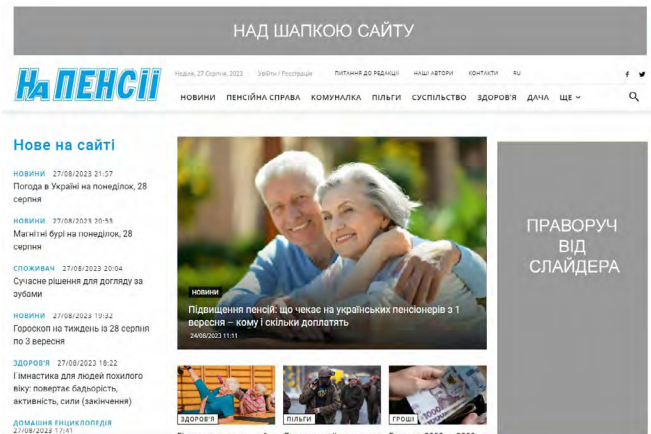 НАД ШАПКОЮ САЙТУ
На ПЕНСІЇ
Неділя, 27 Серпня, 2023 Увійти / Реєстрація ПИТАННЯ ДО РЕДАКЦІЇ НАШІ АВТОРИ КОНТАКТИ RU
НОВИНИ ПЕНСІЙНА СПРАВА КОМУНАЛКА ПІЛЬГИ СУСПІЛЬСТВО ЗДОРОВ'Я ДАЧА ЩЕ
Нове на сайті
НОВИНИ 27/08/2023 21:57
Погода в Україні на понеділок, 28
серпня
НОВИНИ 27/08/2023 20:58
Магнітні бурі на понеділок, 28
серпня
СПОЖИВАЧ 27/08/2023 20:04
Сучасне рішення для догляду за
зубами
НОВИНИ 27/08/2023 19:32
Гороскоп на тиждень із 28 серпня
по 3 вересня
ЗДОРОВ'Я 27/08/2023 18:22
Гімнастика для людей похилого
віку: повертає бадьорість,
активність, сили (закінчення)
ДОМАШНЯ ЕНЦИКЛОПЕДІЯ
27/08/2023 17:41
НОВИНИ
Підвищення пенсій: що чекає на українських пенсіонерів з 1
вересня – кому і скільки доплатять
24/08/2023 11:11
ЗДОРОВ'Я
ПІЛЬГИ
ГРОШІ
ПРАВОРУЧ
ВІД
СЛАЙДЕРА